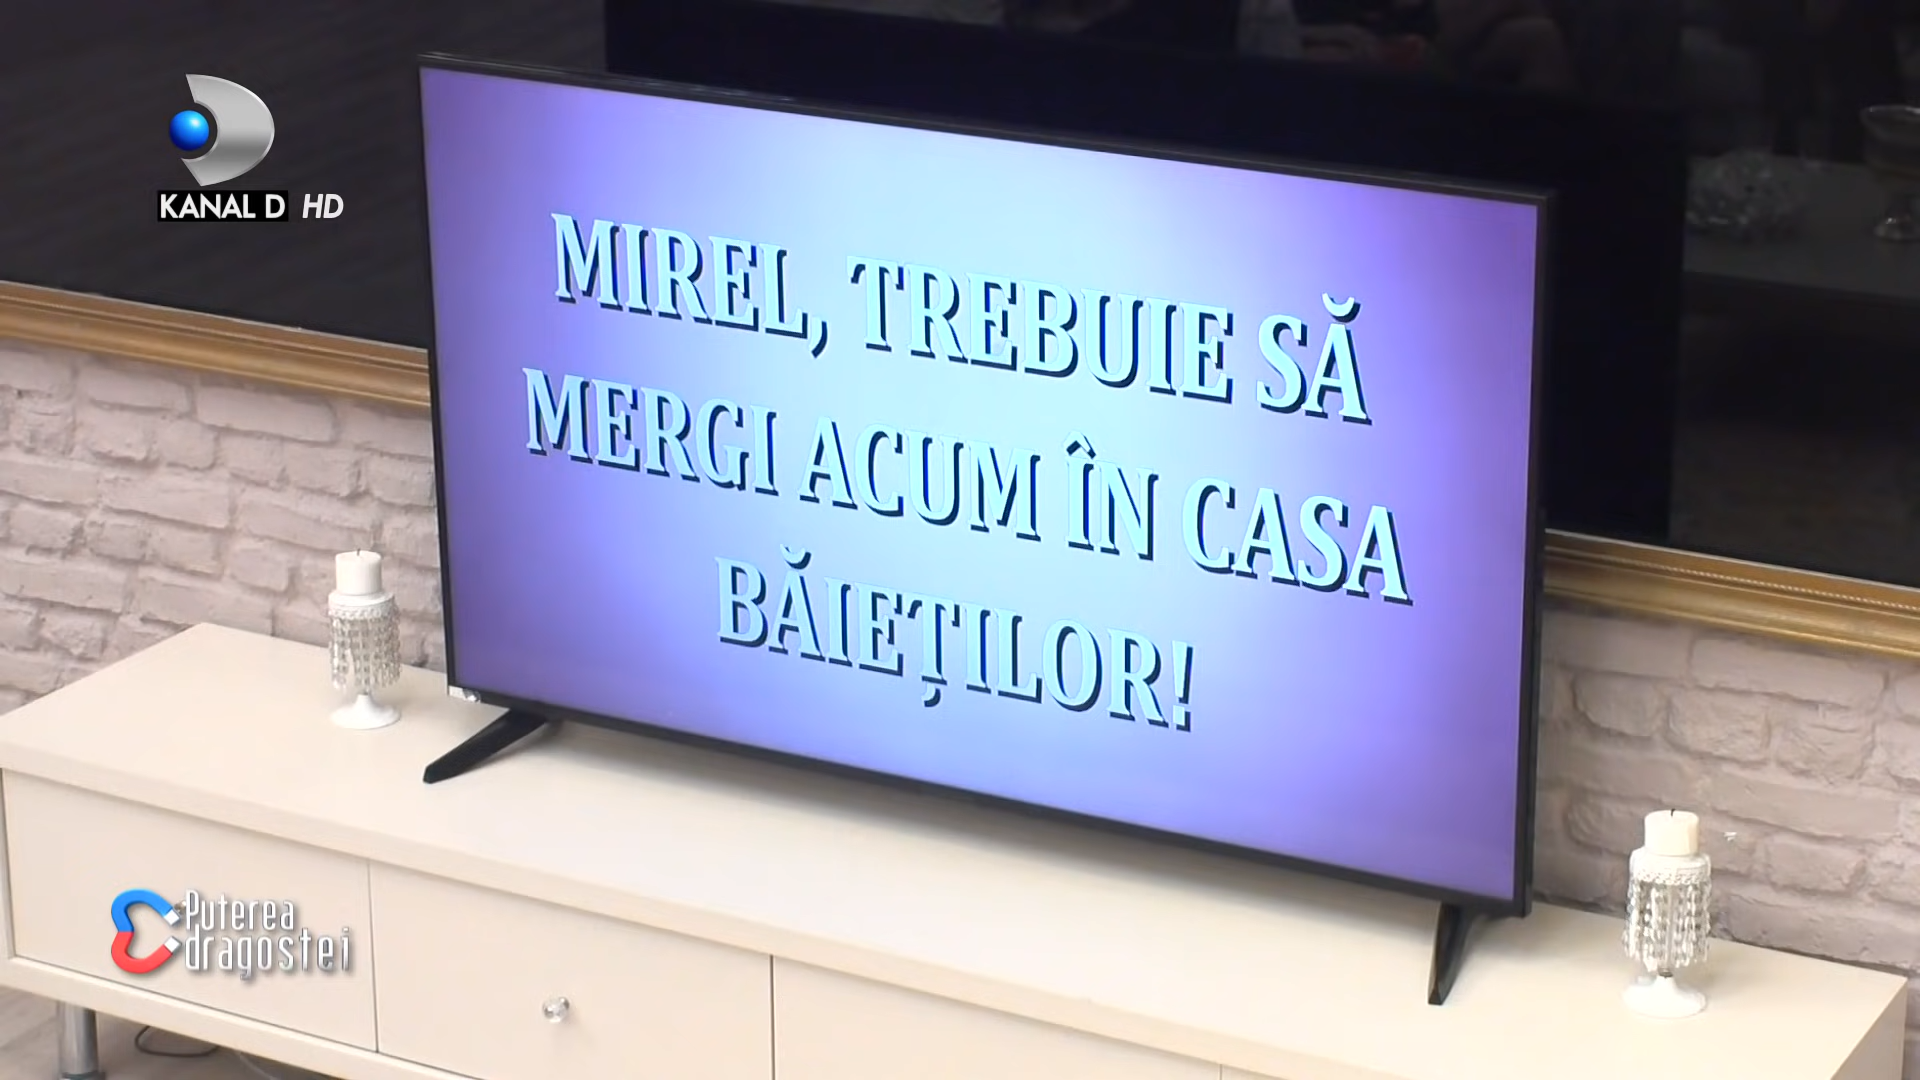 KANAL D HD
MIREL, TREBUIE SĂ
MERGI ACUM ÎN CASA
BĂIEȚILOR!
Puterea
dragostei